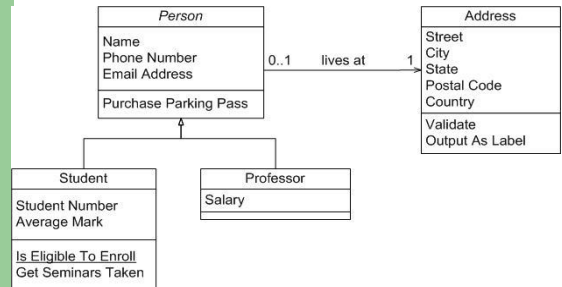 Person
Name
Phone Number
Email Address
Purchase Parking Pass
0..1 lives at 1
Address
Street
City
State
Postal Code
Country
Validate
Output As Label
Student
Student Number
Average Mark
Is Eligible To Enroll
Get Seminars Taken
Professor
Salary